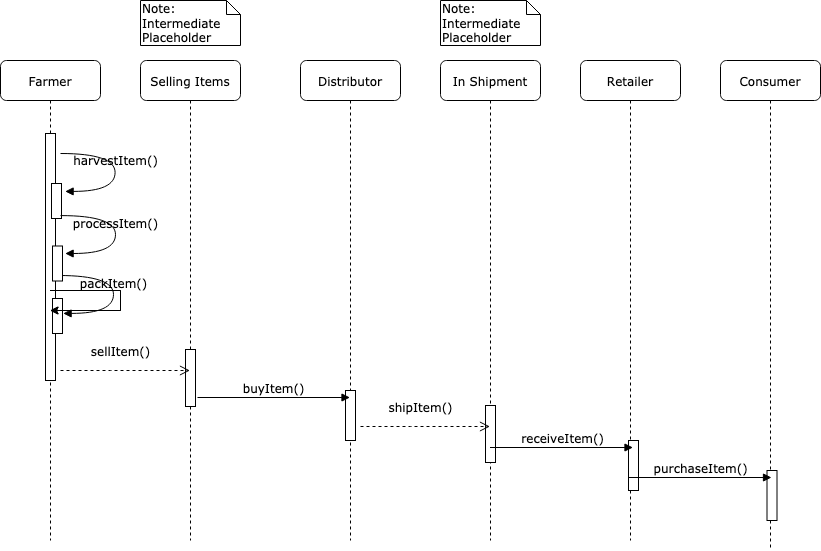 Note:
Intermediate
Placeholder
Note:
Intermediate
Placeholder
Farmer
Selling Items
Distributor
In Shipment
Retailer
Consumer
harvestItem()
processItem()
packItem()
sellItem()
buyItem()
shipItem()
receiveItem()
purchaseItem()